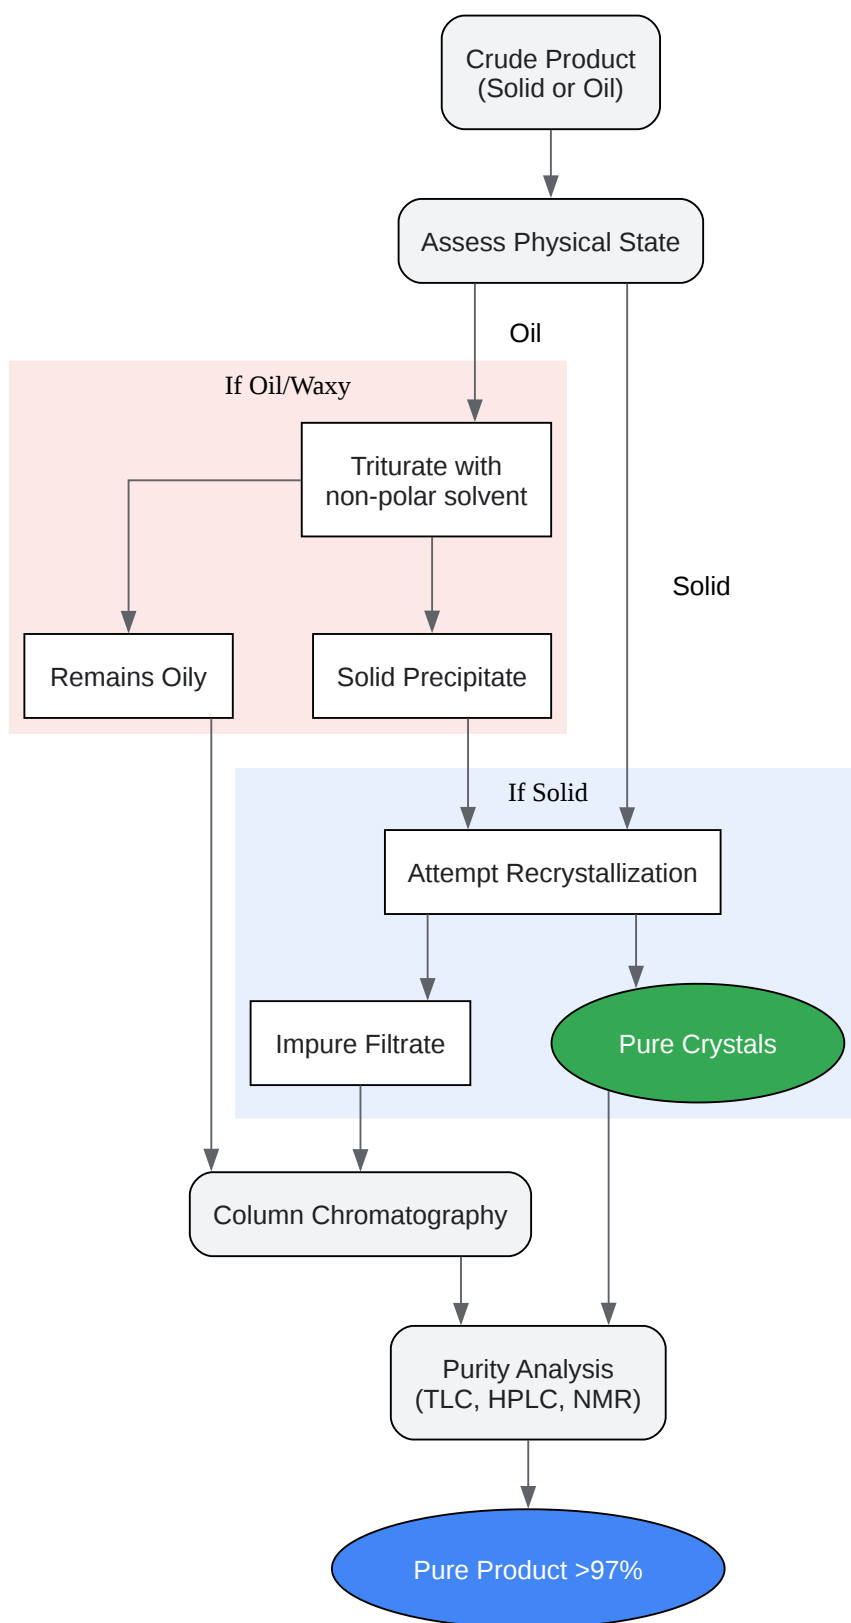 Crude Product
(Solid or Oil)
Assess Physical State
Oil
If Oil/Waxy
Triturate with
non-polar solvent
Solid
Remains Oily
Solid Precipitate
If Solid
Attempt Recrystallization
Impure Filtrate
Pure Crystals
Column Chromatography
Purity Analysis
(TLC, HPLC, NMR)
Pure Product >97%